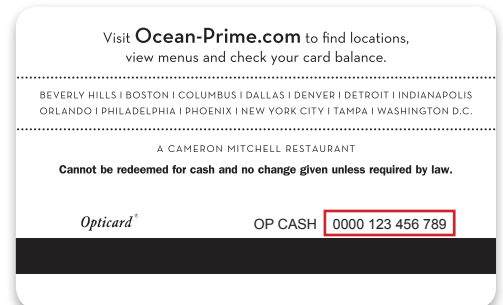 Visit Ocean-Prime.com to find locations,
view menus and check your card balance.
BEVERLY HILLS I BOSTON I COLUMBUS I DALLAS I DENVER I DETROIT I INDIANAPOLIS
ORLANDO I PHILADELPHIA I PHOENIX I NEW YORK CITY I TAMPA I WASHINGTON D.C.
A CAMERON MITCHELL RESTAURANT
Cannot be redeemed for cash and no change given unless required by law.
Opticard® OP CASH 0000 123 456 789